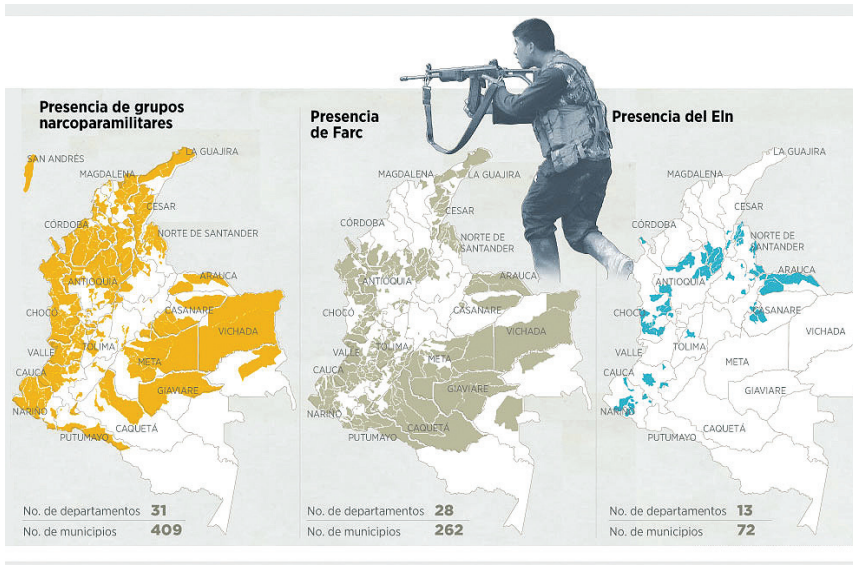 Presencia de grupos
narcoparamilitares
SAN ANDRÉS
LA GUAJIRA
MAGDALENA
CESAR
CÓRDOBA
NORTE DE SANTANDER
ARAUCA
ANTIOQUIA
CASANARE
CHOCÓ
VICHADA
VALLE
TOLIMA
META
CAUCA
GIAVIARE
NARIÑO
CAQUETÁ
PUTUMAYO
No. de departamentos 31
No. de municipios 409
Presencia
de Farc
MAGDALENA
LA GUAJIRA
CESAR
CÓRDOBA
NORTE DE
SANTANDER
ARAUCA
ANTIOQUIA
CASANARE
CHOCÓ
VICHADA
VALLE
TOLIMA
META
CAUCA
GIAVIARE
NARIÑO
CAQUETÁ
PUTUMAYO
No. de departamentos 28
No. de municipios 262
Presencia del Eln
LA GUAJIRA
MAGDALENA
CESAR
CÓRDOBA
NORTE DE
SANTANDER
ARAUCA
ANTIOQUIA
CASANARE
CHOCÓ
VICHADA
VALLE
TOLIMA
META
CAUCA
GIAVIARE
NARIÑO
CAQUETÁ
PUTUMAYO
No. de departamentos 13
No. de municipios 72